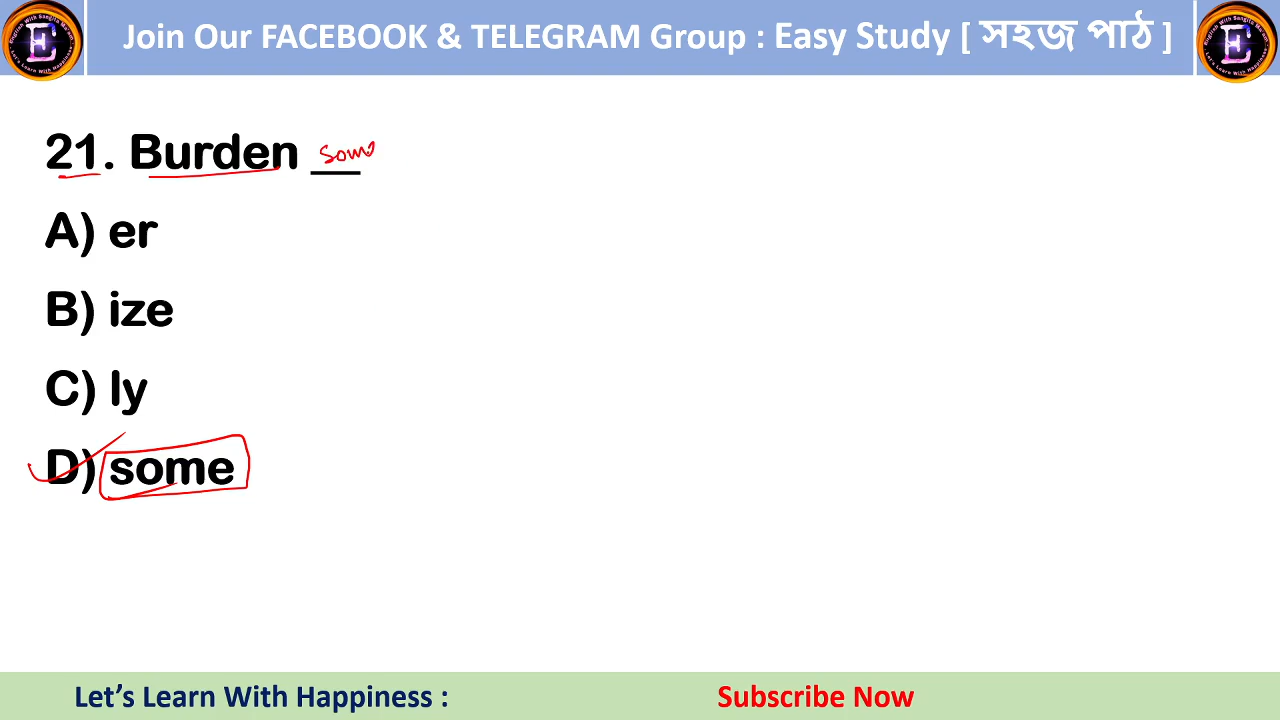 Join Our FACEBOOK & TELEGRAM Group : Easy Study [ সহজ পাঠ ]
21. Burden __ some
A) er
B) ize
C) ly
D) some
Let's Learn With Happiness :
Subscribe Now